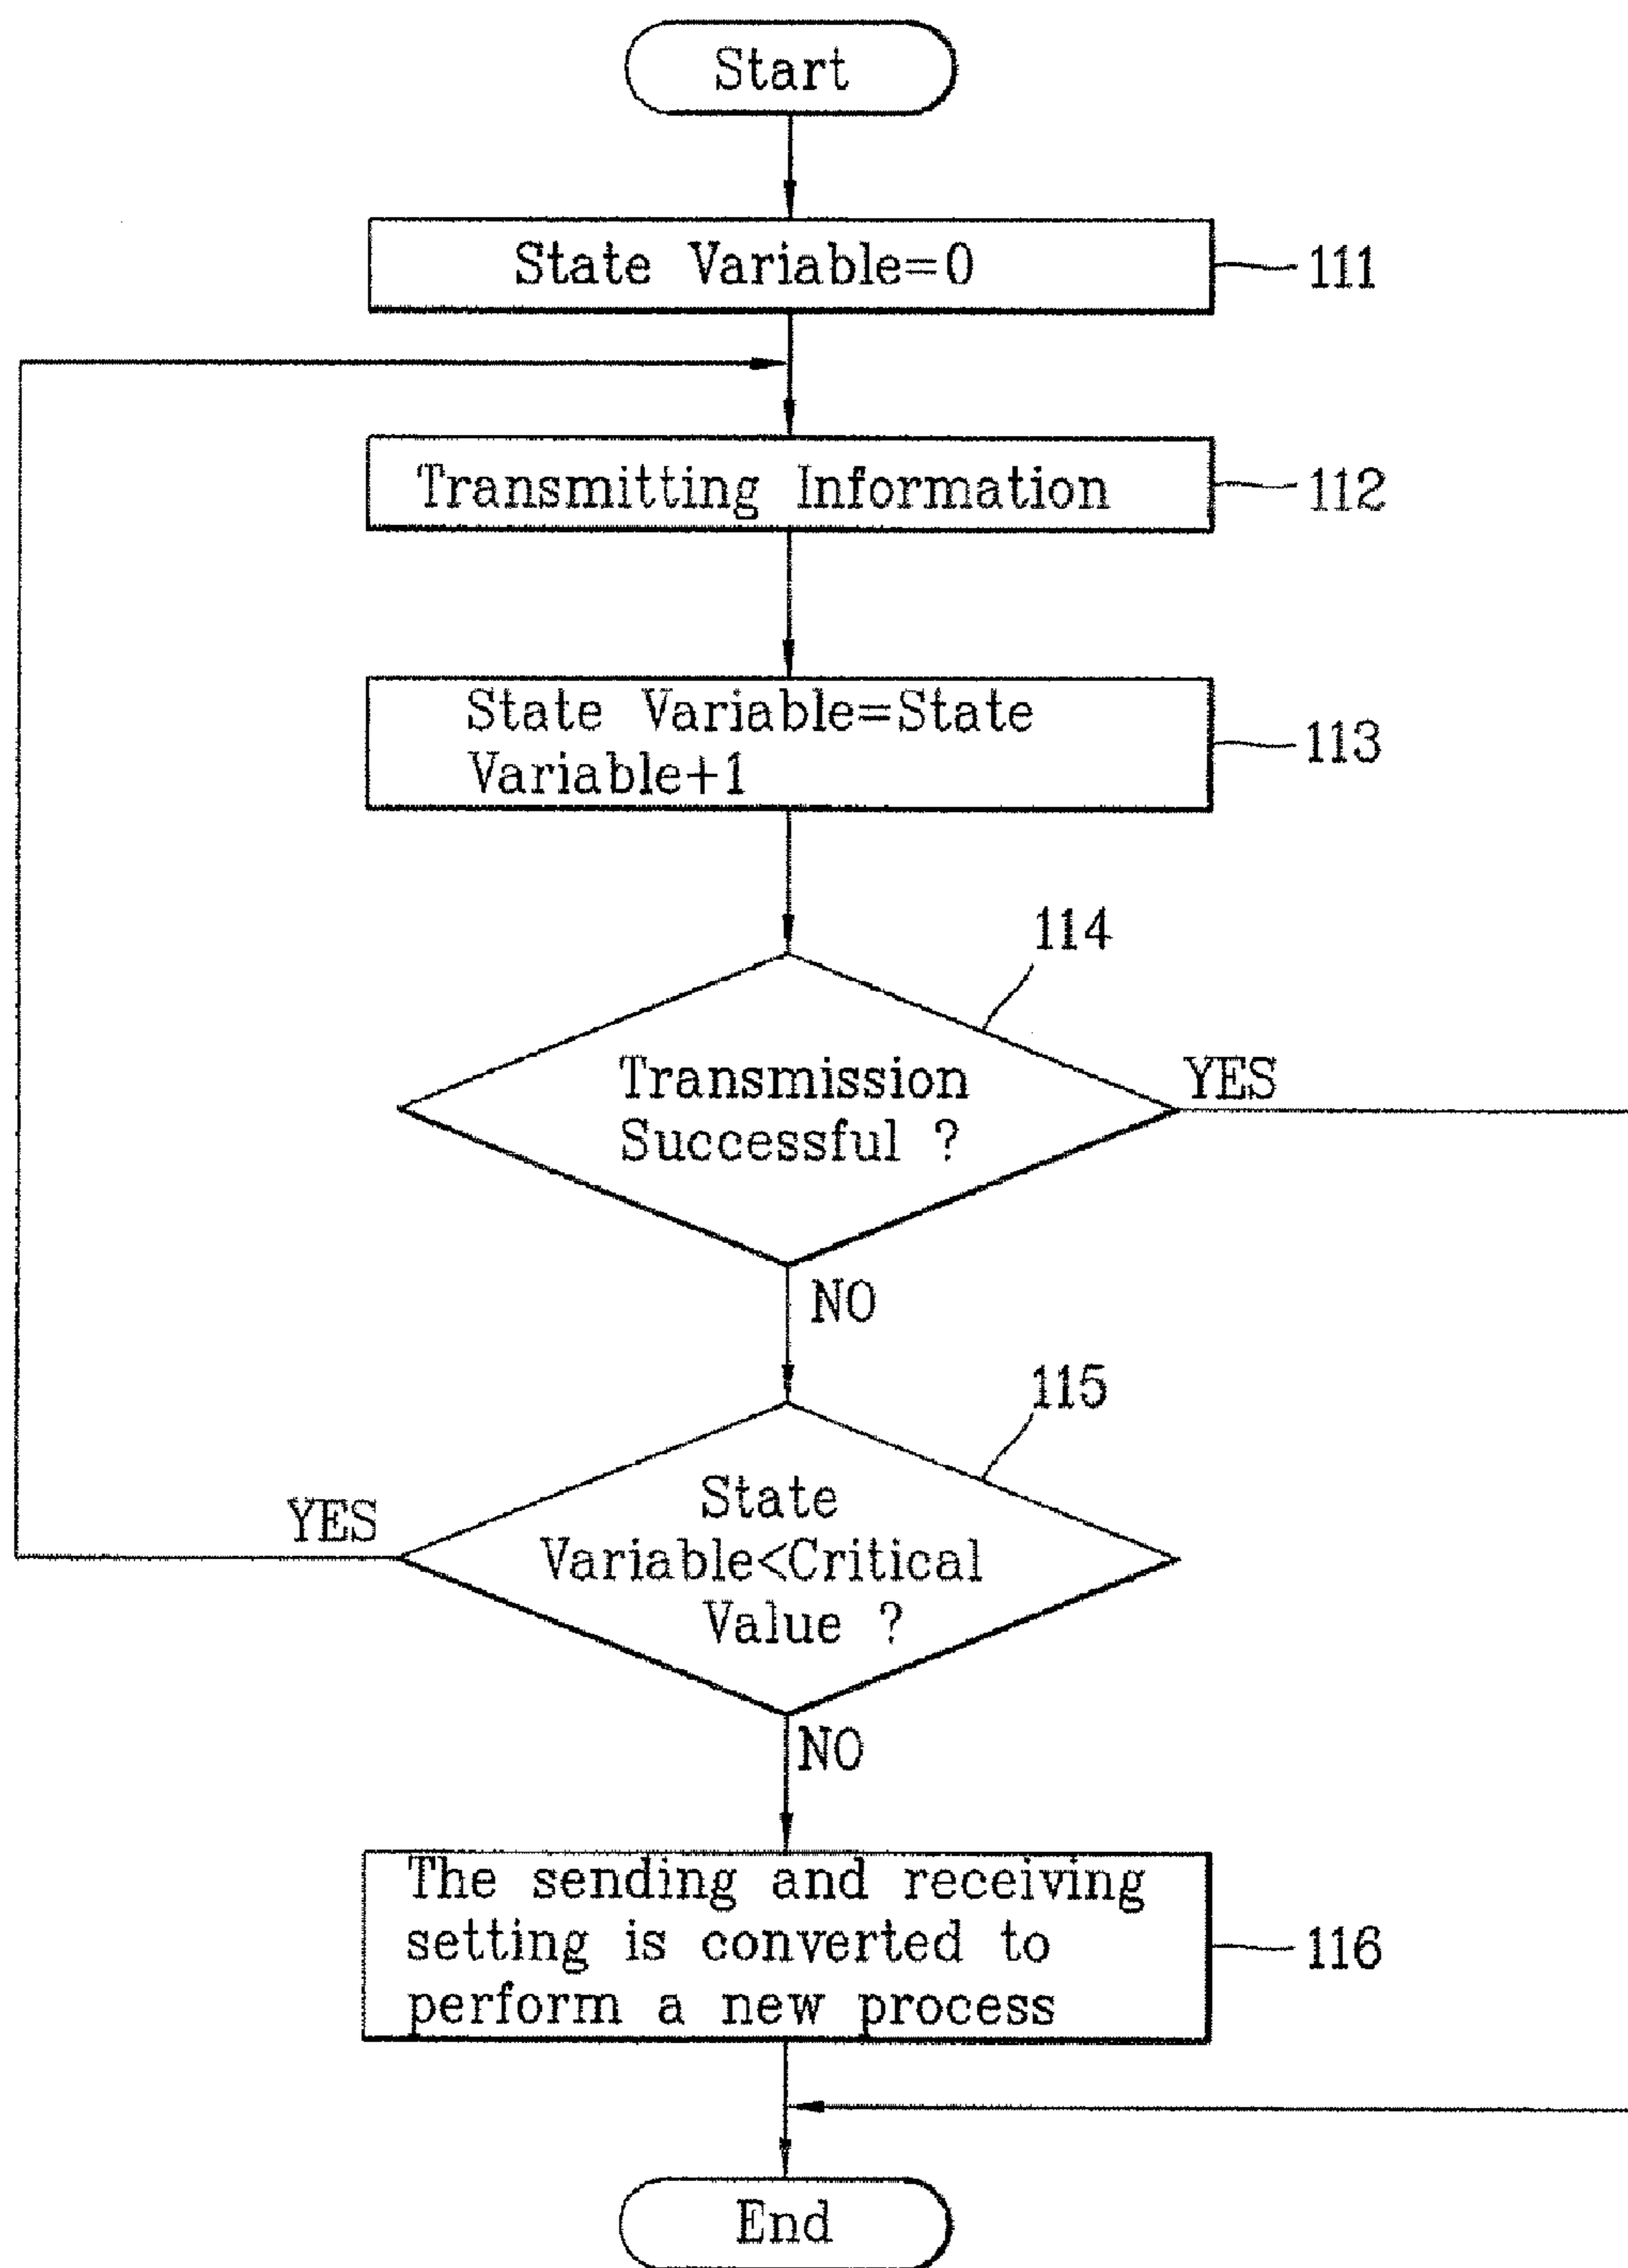 Start
State Variable=0
111
Transmitting Information
112
State Variable=State
Variable+1
113
114
Transmission
Successful ?
YES
NO
115
State
Variable<Critical
Value ?
YES
NO
The sending and receiving
setting is converted to
perform a new process
116
End